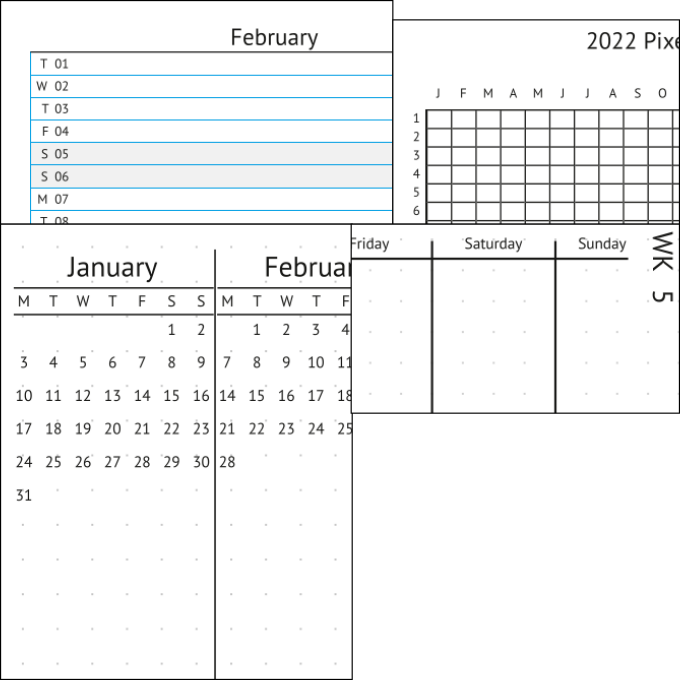 February
T 01
W 02
T 03
F 04
S 05
S 06
M 07
T 08
2022
J F M A M J J A S O
1
2
3
4
5
6
January
M T W T F S S
1 2
3 4 5 6 7 8 9
10 11 12 13 14 15 16
17 18 19 20 21 22 23
24 25 26 27 28 29 30
31
Februar
M T W T F
1 2 3 4
7 8 9 10 11
14 15 16 17 18
21 22 23 24 25
28
Friday Saturday Sunday
WK 5